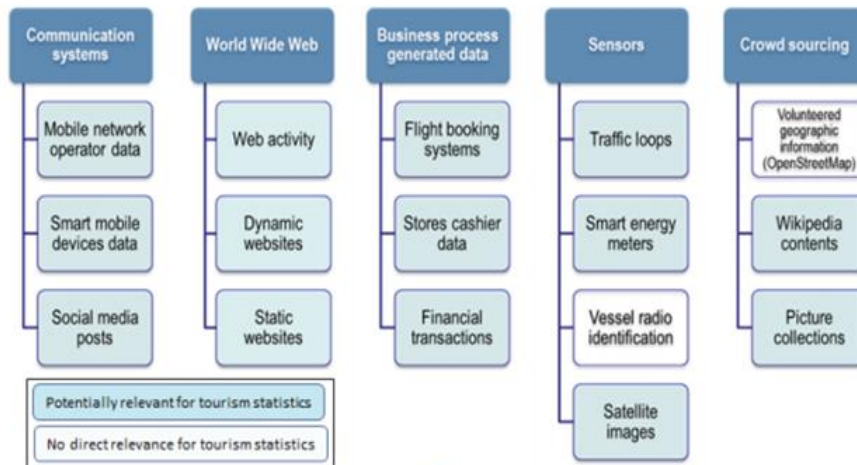 Communication
systems
Mobile network
operator data
Smart mobile
devices data
Social media
posts
World Wide Web
Web activity
Dynamic
websites
Static
websites
Business process
generated data
Flight booking
systems
Stores cashier
data
Financial
transactions
Sensors
Traffic loops
Smart energy
meters
Vessel radio
identification
Satellite
images
Crowd sourcing
Volunteered
geographic
information
(OpenStreetMap)
Wikipedia
contents
Picture
collections
Potentially relevant for tourism statistics
No direct relevance for tourism statistics